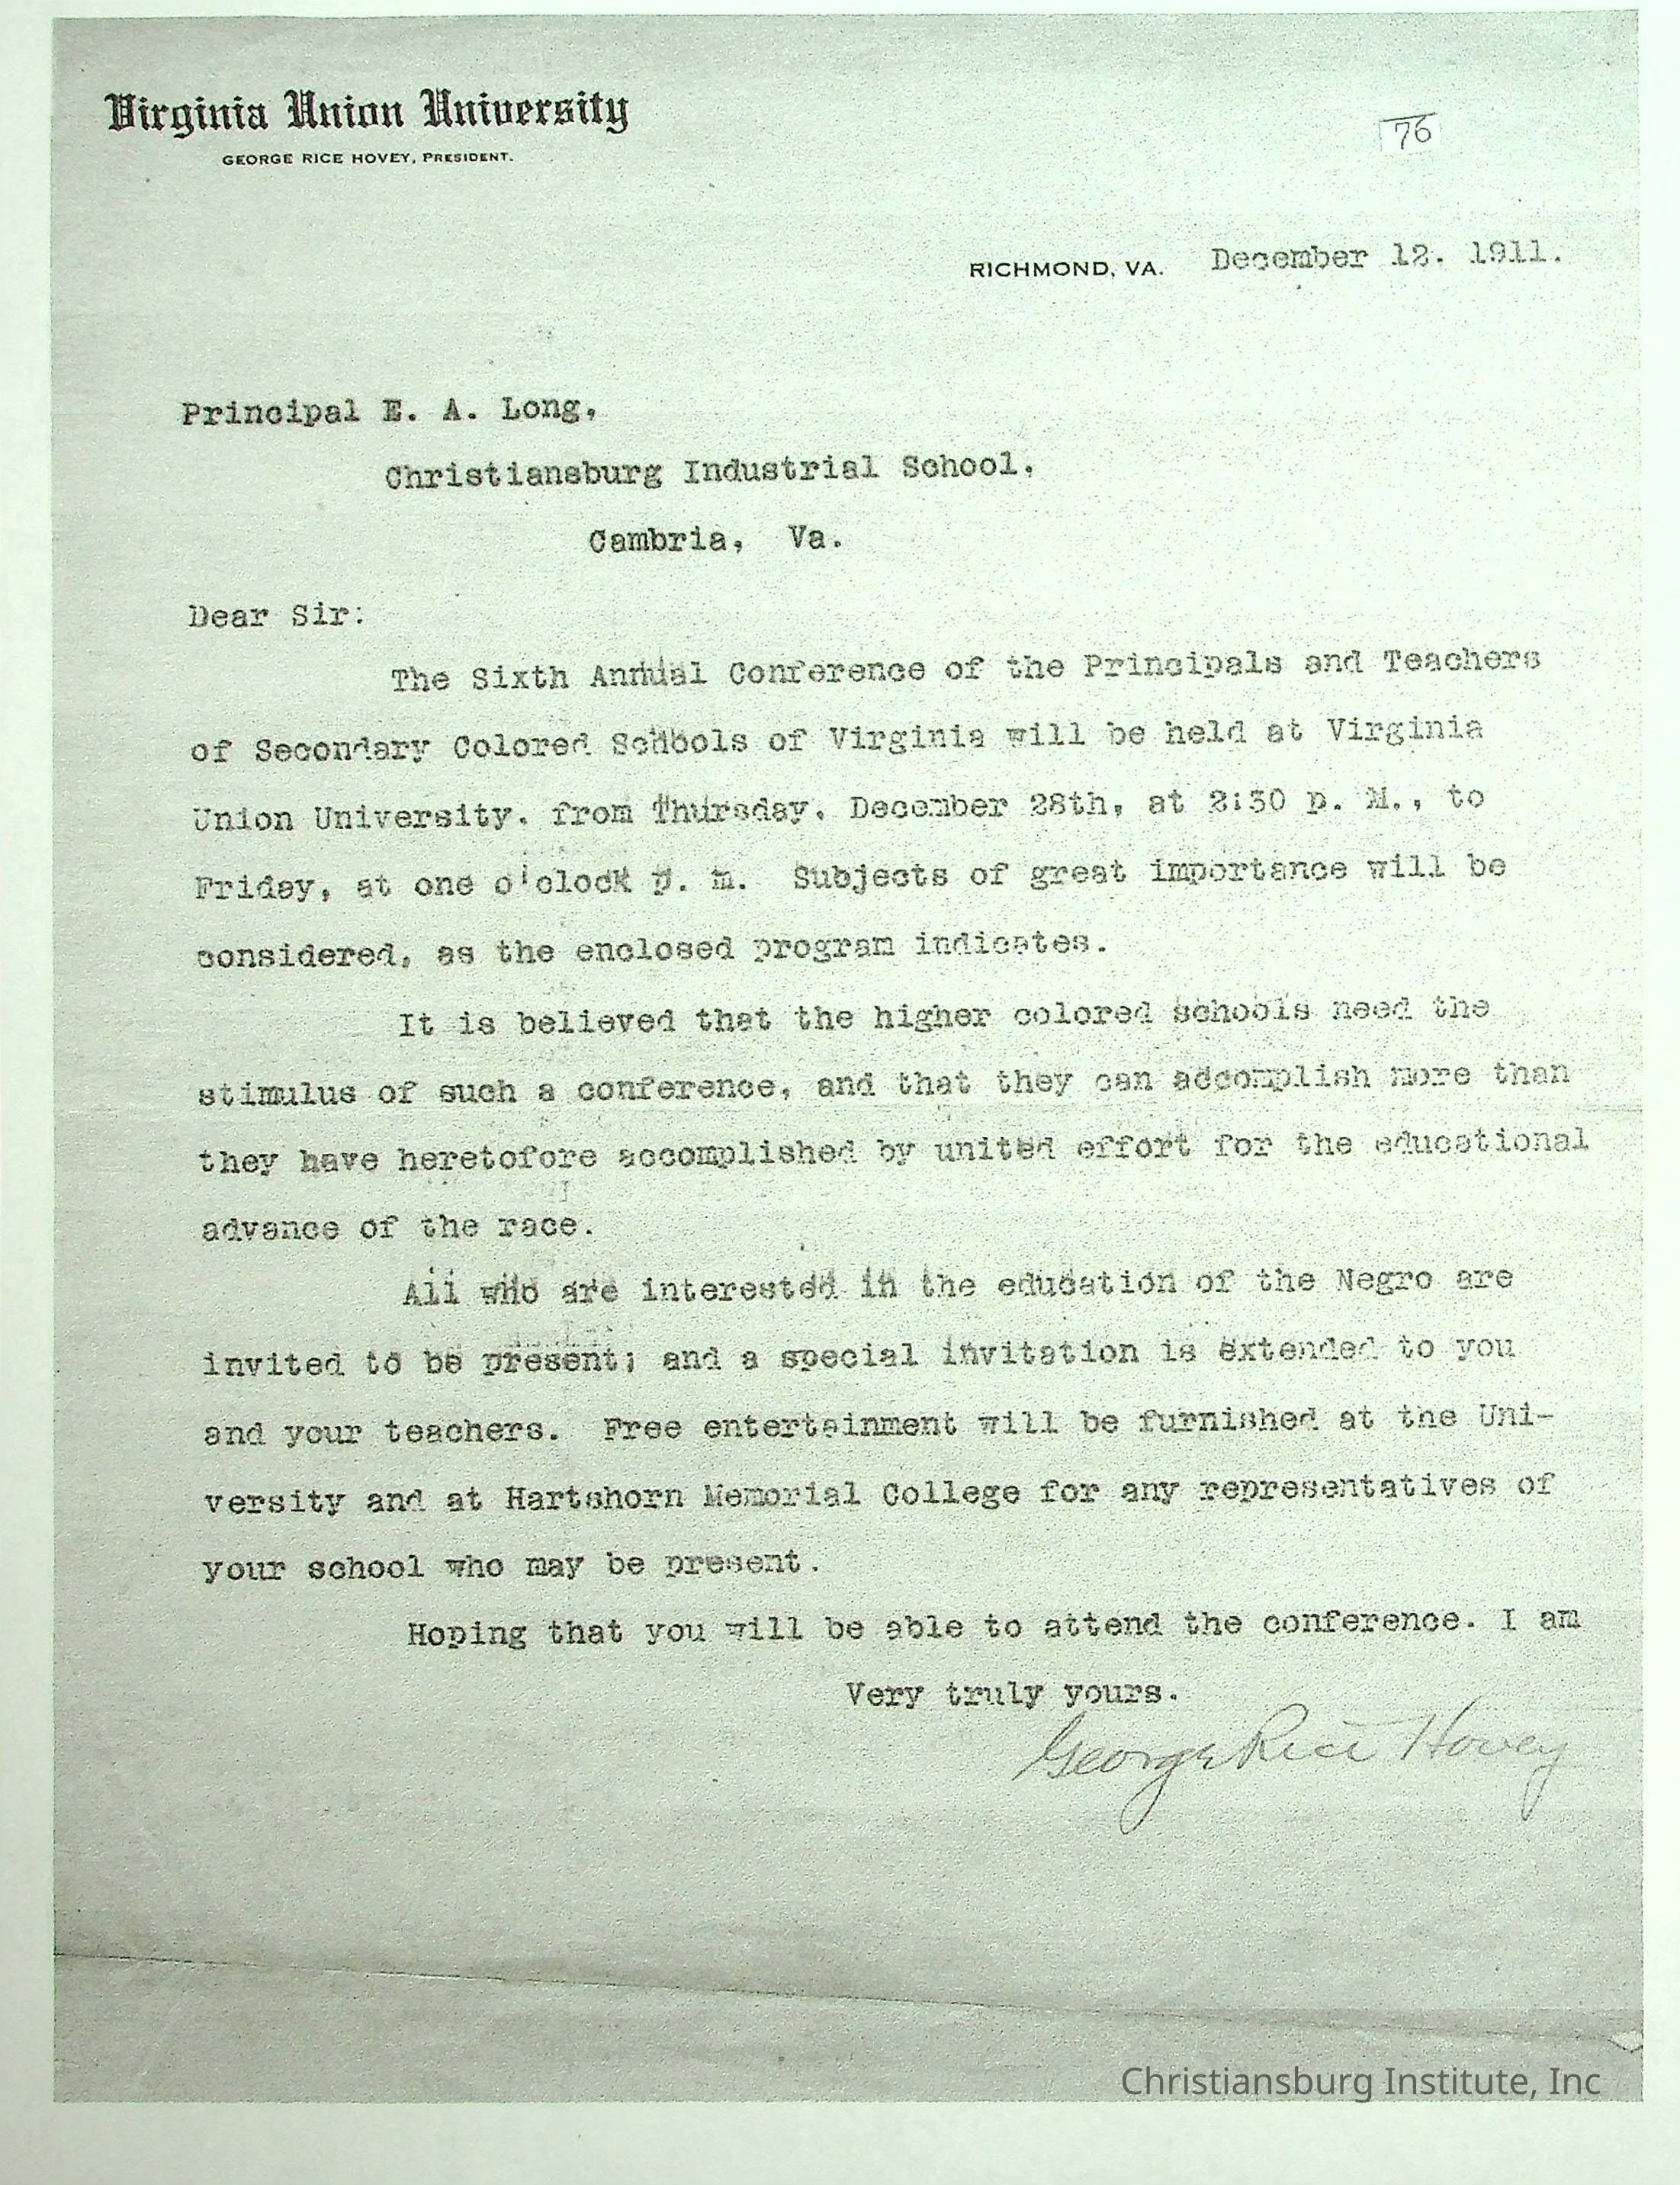 Virginia Union University
GEORGE RICE HOVEY, PRESIDENT.
76
RICHMOND, VA. December 12. 1911.
Principal E. A. Long,
Christiansburg Industrial School,
Cambria, Va.
Dear Sir:
The Sixth Annual Conference of the Principals and Teachers
of Secondary Colored Schools of Virginia will be held at Virginia
Union University, from Thursday, December 28th, at 2:30 p. M., to
Friday, at one o'clock p. m. Subjects of great importance will be
considered, as the enclosed program indicates.
It is believed that the higher colored schools need the
stimulus of such a conference, and that they can accomplish more than
they have heretofore accomplished by united effort for the educational
advance of the race.
All who are interested in the education of the Negro are
invited to be present; and a special invitation is extended to you
and your teachers. Free entertainment will be furnished at the Uni-
versity and at Hartshorn Memorial College for any representatives of
your school who may be present.
Hoping that you will be able to attend the conference. I am
Very truly yours.
George Rice Hovey
Christiansburg Institute, Inc